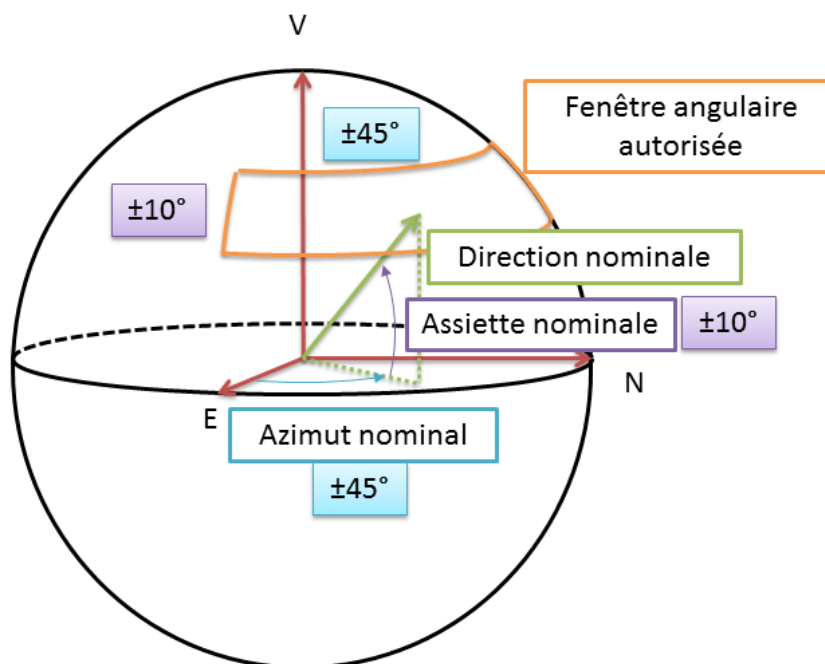 V
±45°
Fenêtre angulaire
autorisée
±10°
Direction nominale
Assiette nominale
±10°
N
E
Azimut nominal
±45°